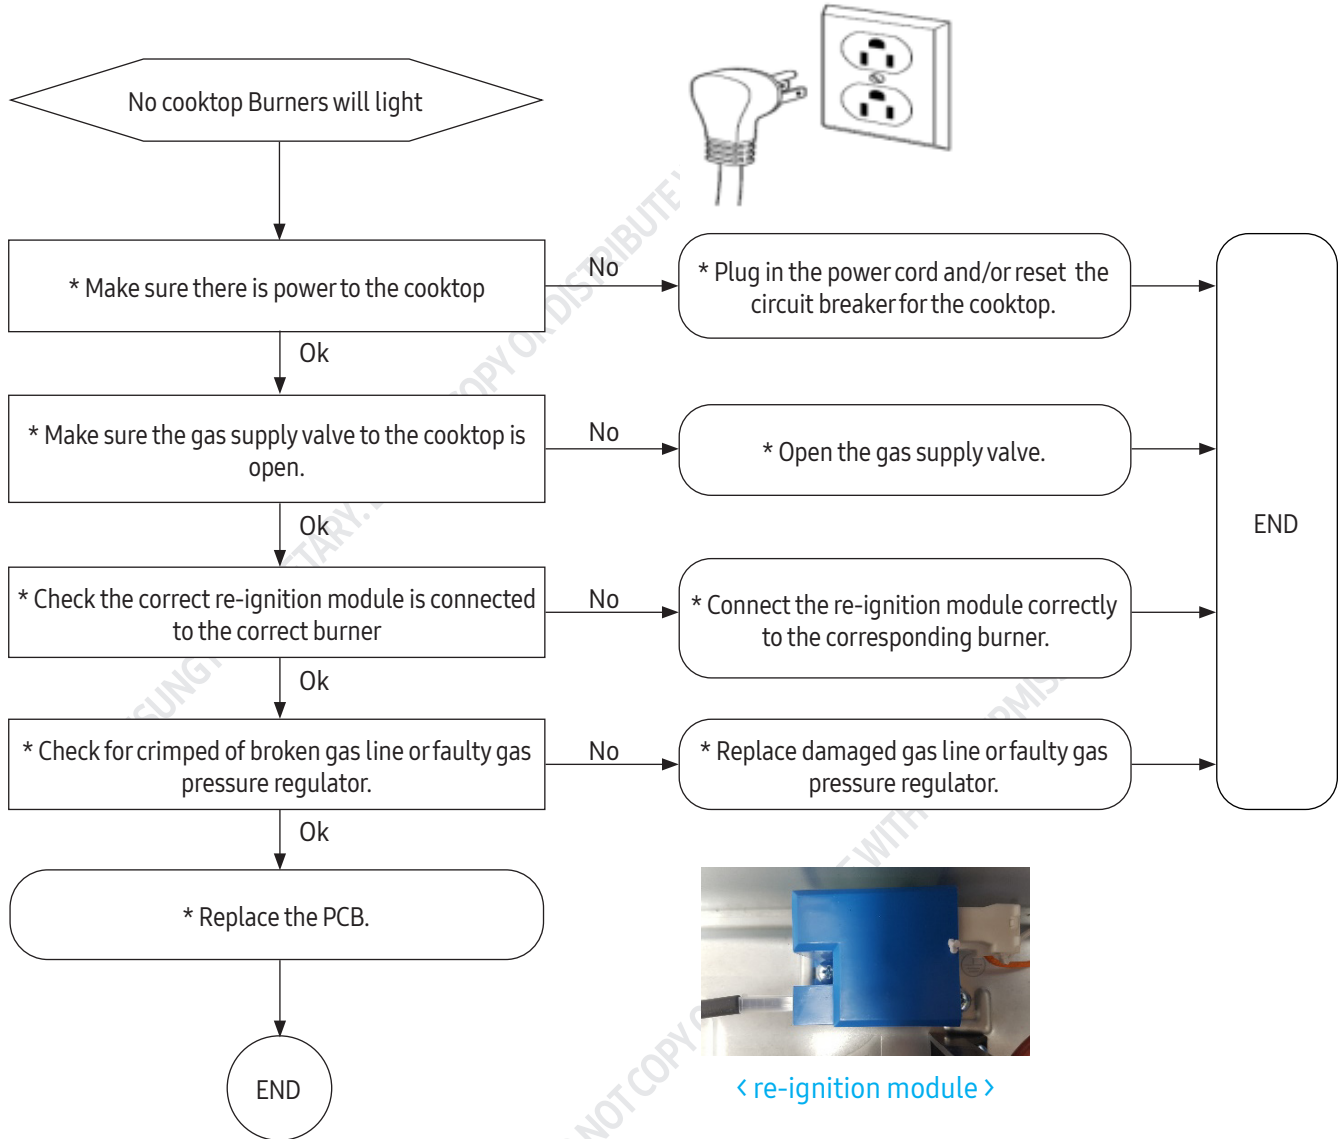 No cooktop Burners will light
* Make sure there is power to the cooktop
No
* Plug in the power cord and/or reset the
circuit breaker for the cooktop.
Ok
* Make sure the gas supply valve to the cooktop is
open.
No
* Open the gas supply valve.
END
Ok
* Check the correct re-ignition module is connected
to the correct burner
No
* Connect the re-ignition module correctly
to the corresponding burner.
Ok
* Check for crimped of broken gas line or faulty gas
pressure regulator.
No
* Replace damaged gas line or faulty gas
pressure regulator.
Ok
* Replace the PCB.
END
< re-ignition module >
COPY OR DISTRIBUTE
NOT COPY